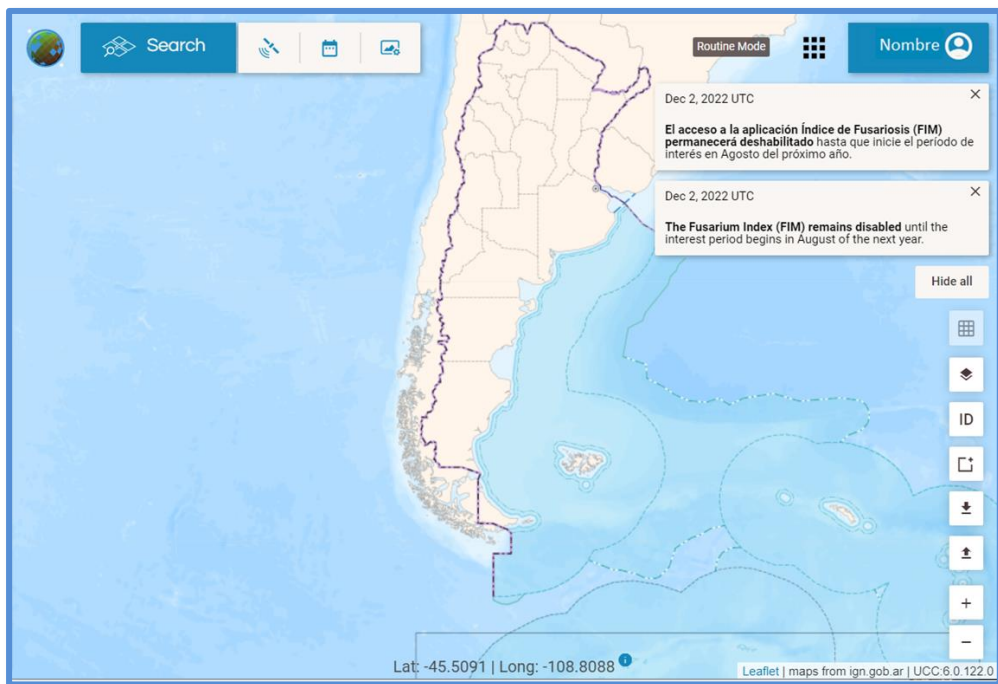 Search
Routine Mode
Nombre
Dec 2, 2022 UTC
El acceso a la aplicación Índice de Fusariosis (FIM)
permanecerá deshabilitado hasta que inicie el período de
interés en Agosto del próximo año.
Dec 2, 2022 UTC
The Fusarium Index (FIM) remains disabled until the
interest period begins in August of the next year.
Hide all
ID
+
−
Lat: -45.5091 | Long: -108.8088
Leaflet | maps from ign.gob.ar | UCC:6.0.122.0